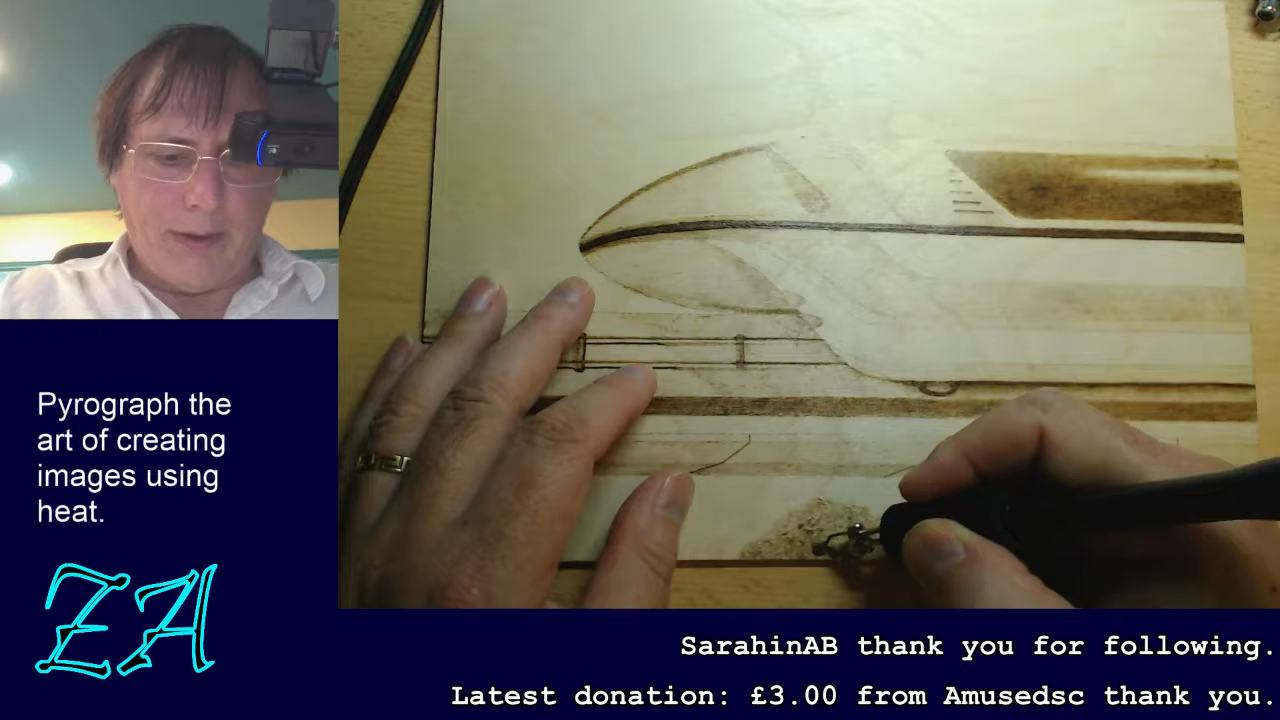 Pyrograph the
art of creating
images using
heat.
ZA
SarahinAB thank you for following.
Latest donation: £3.00 from Amusedsc thank you.